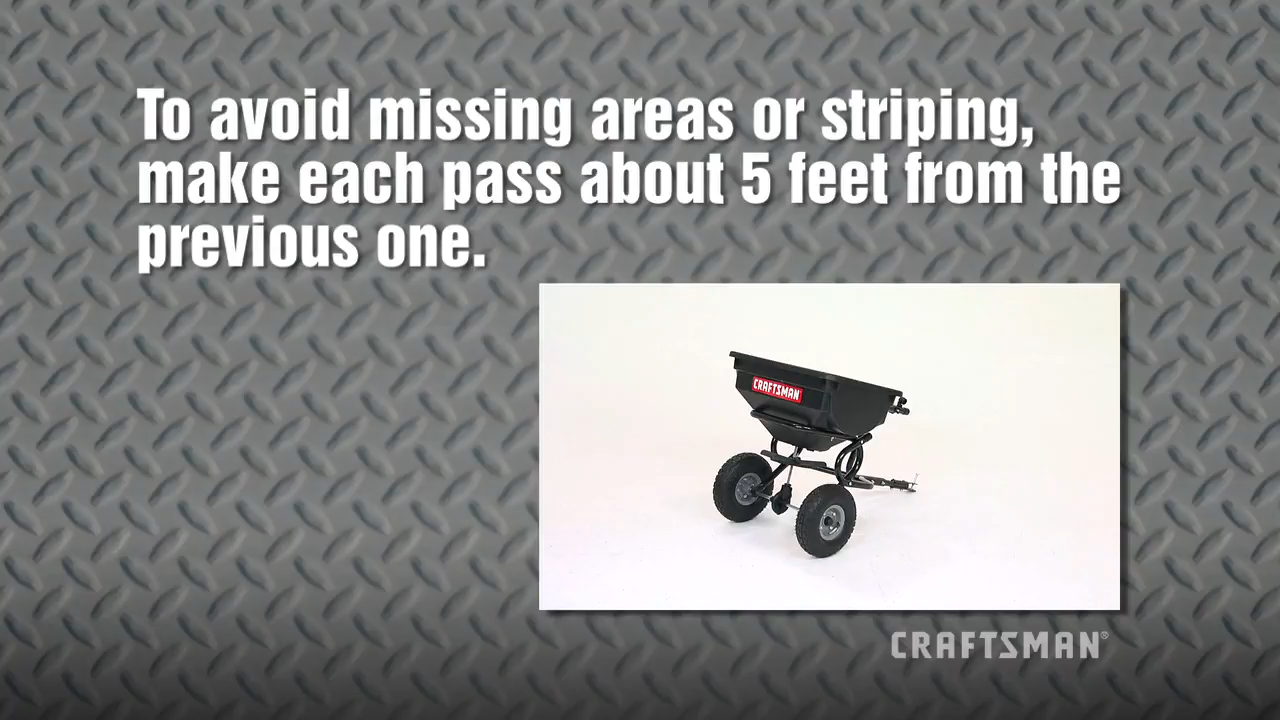 To avoid missing areas or striping,
make each pass about 5 feet from the
previous one.
CRAFTSMAN
CRAFTSMAN®